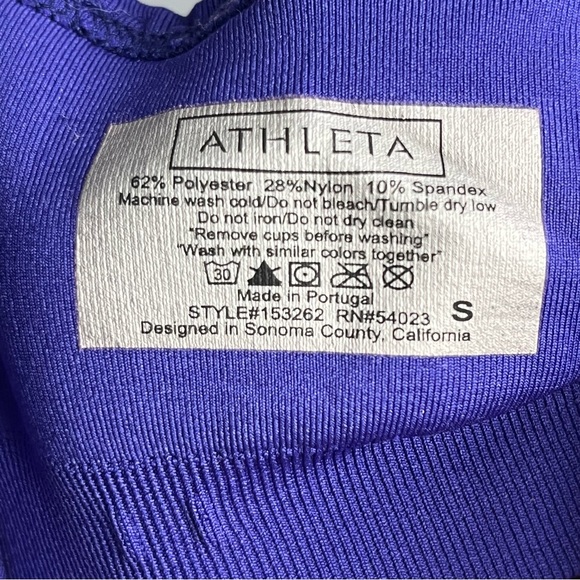 ATHLETA
62% Polyester 28%Nylon 10% Spandex
Machine wash cold/Do not bleach/Tumble dry low
Do not iron/Do not dry clean
"Remove cups before washing"
"Wash with similar colors together"
30
Made in Portugal
STYLE#153262 RN#54023 S
Designed in Sonoma County, California